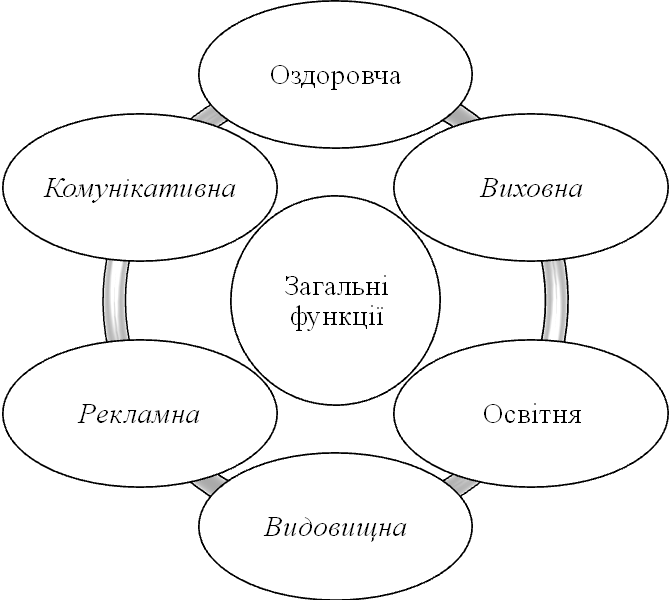 Оздоровча
Комунікативна
Виховна
Загальні
функції
Рекламна
Освітня
Видовищна